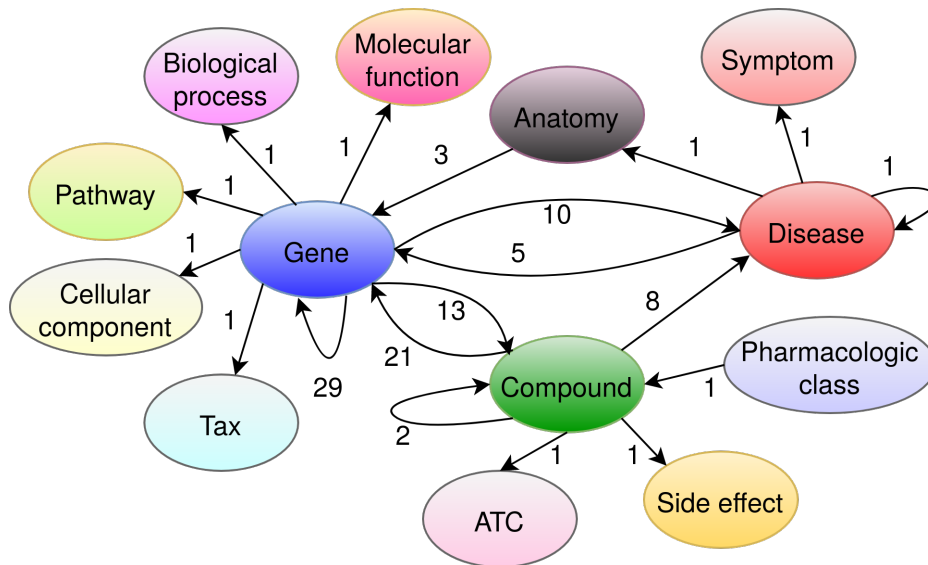 Biological
process
Molecular
function
Symptom
Anatomy
1
1
3
1
1
1
Pathway
1
10
Disease
Gene
5
1
Cellular
component
13
8
1
21
Pharmacologic
class
29
Compound
1
Tax
2
1
1
ATC
Side effect